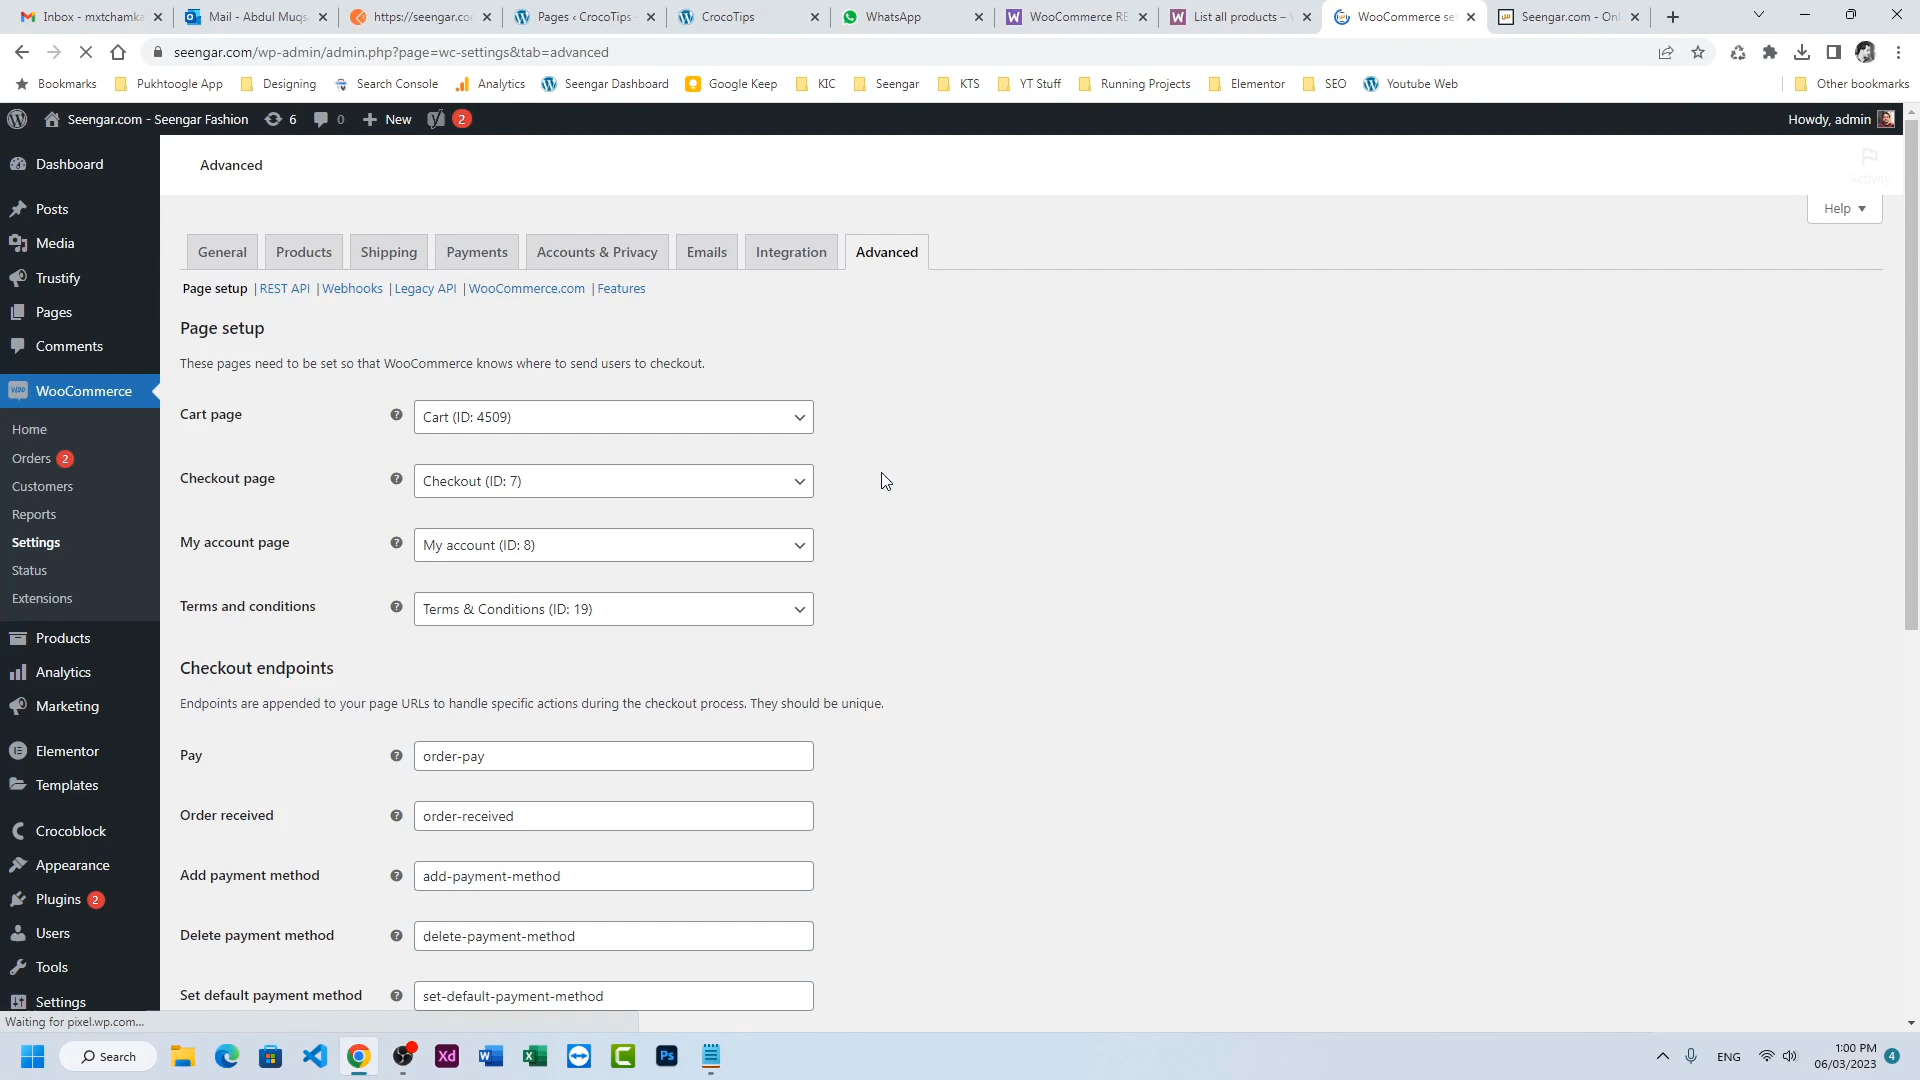 Inbox - mxtchamka
Mail - Abdul Muqs
https://seengar.co
Pages ‹ CrocoTips -
CrocoTips
WhatsApp
WooCommerce RE
List all products –
WooCommerce se
Seengar.com - Onl
seengar.com/wp-admin/admin.php?page=wc-settings&tab=advanced
Bookmarks
Pukhtoogle App
Designing
Search Console
Analytics
Seengar Dashboard
Google Keep
KIC
Seengar
KTS
YT Stuff
Running Projects
Elementor
SEO
Youtube Web
Other bookmarks
Seengar.com - Seengar Fashion
6
0
New
2
Howdy, admin
Dashboard
Posts
Media
Trustify
Pages
Comments
WooCommerce
Home
Orders 2
Customers
Reports
Settings
Status
Extensions
Products
Analytics
Marketing
Elementor
Templates
Crocoblock
Appearance
Plugins 2
Users
Tools
Settings
Advanced
Activity
Help
General
Products
Shipping
Payments
Accounts & Privacy
Emails
Integration
Advanced
Page setup | REST API | Webhooks | Legacy API | WooCommerce.com | Features
Page setup
These pages need to be set so that WooCommerce knows where to send users to checkout.
Cart page
Cart (ID: 4509)
Checkout page
Checkout (ID: 7)
My account page
My account (ID: 8)
Terms and conditions
Terms & Conditions (ID: 19)
Checkout endpoints
Endpoints are appended to your page URLs to handle specific actions during the checkout process. They should be unique.
Pay
order-pay
Order received
order-received
Add payment method
add-payment-method
Delete payment method
delete-payment-method
Set default payment method
set-default-payment-method
Waiting for pixel.wp.com...
Search
ENG
1:00 PM
06/03/2023
4